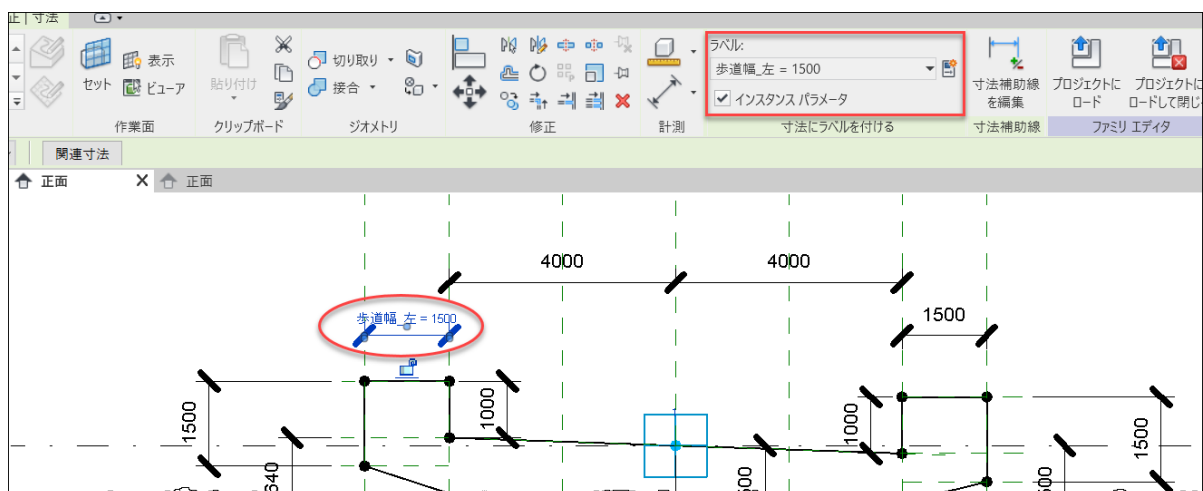 正 | 寸法
セット
表示
ビューア
作業面
貼り付け
クリップボード
切り取り
接合
ジオメトリ
修正
計測
ラベル:
歩道幅_左 = 1500
インスタンス パラメータ
寸法にラベルを付ける
寸法補助線
を編集
寸法補助線
プロジェクトに
ロード
プロジェクトに
ロードして閉じ
ファミリ エディタ
関連寸法
正面
正面
4000
4000
歩道幅_左 = 1500
1500
1500
1000
1000
1500